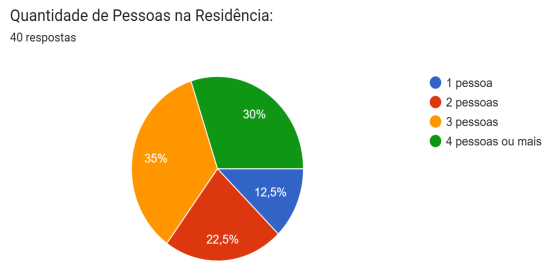 Quantidade de Pessoas na Residência:
40 respostas
1 pessoa
2 pessoas
3 pessoas
4 pessoas ou mais
30%
35%
12,5%
22,5%